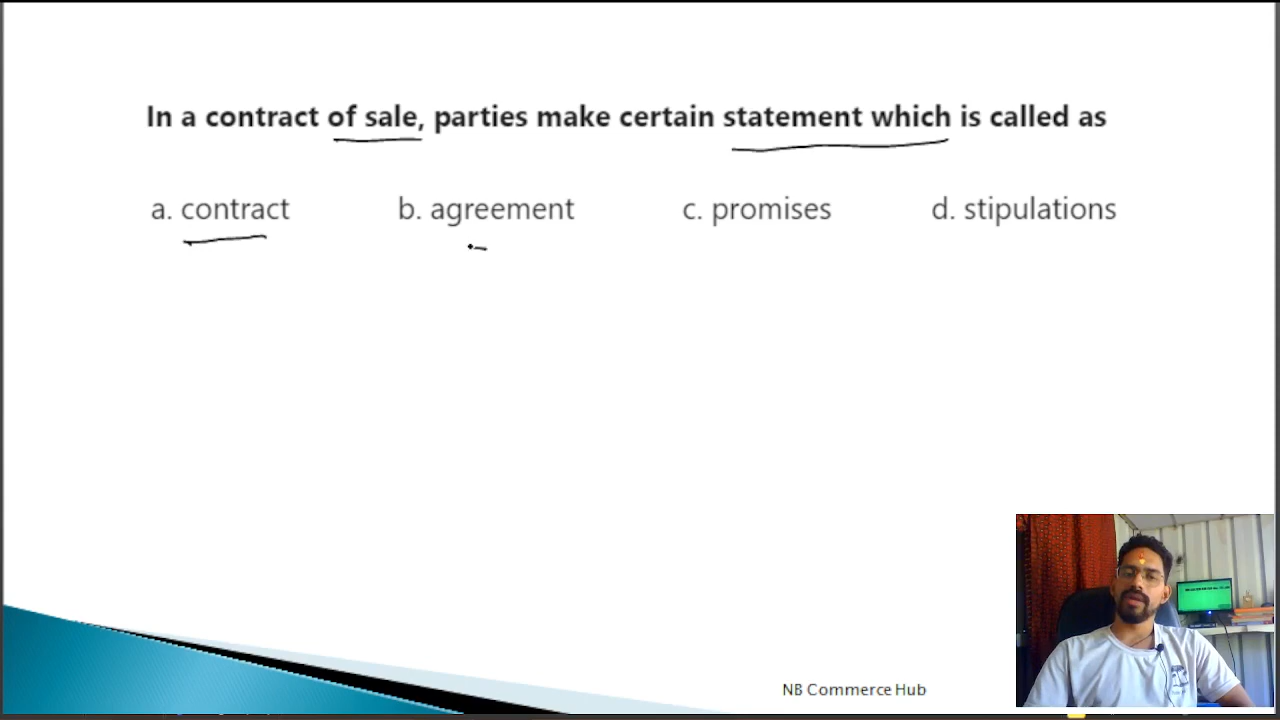 In a contract of sale, parties make certain statement which is called as
a. contract b. agreement c. promises d. stipulations
NB Commerce Hub